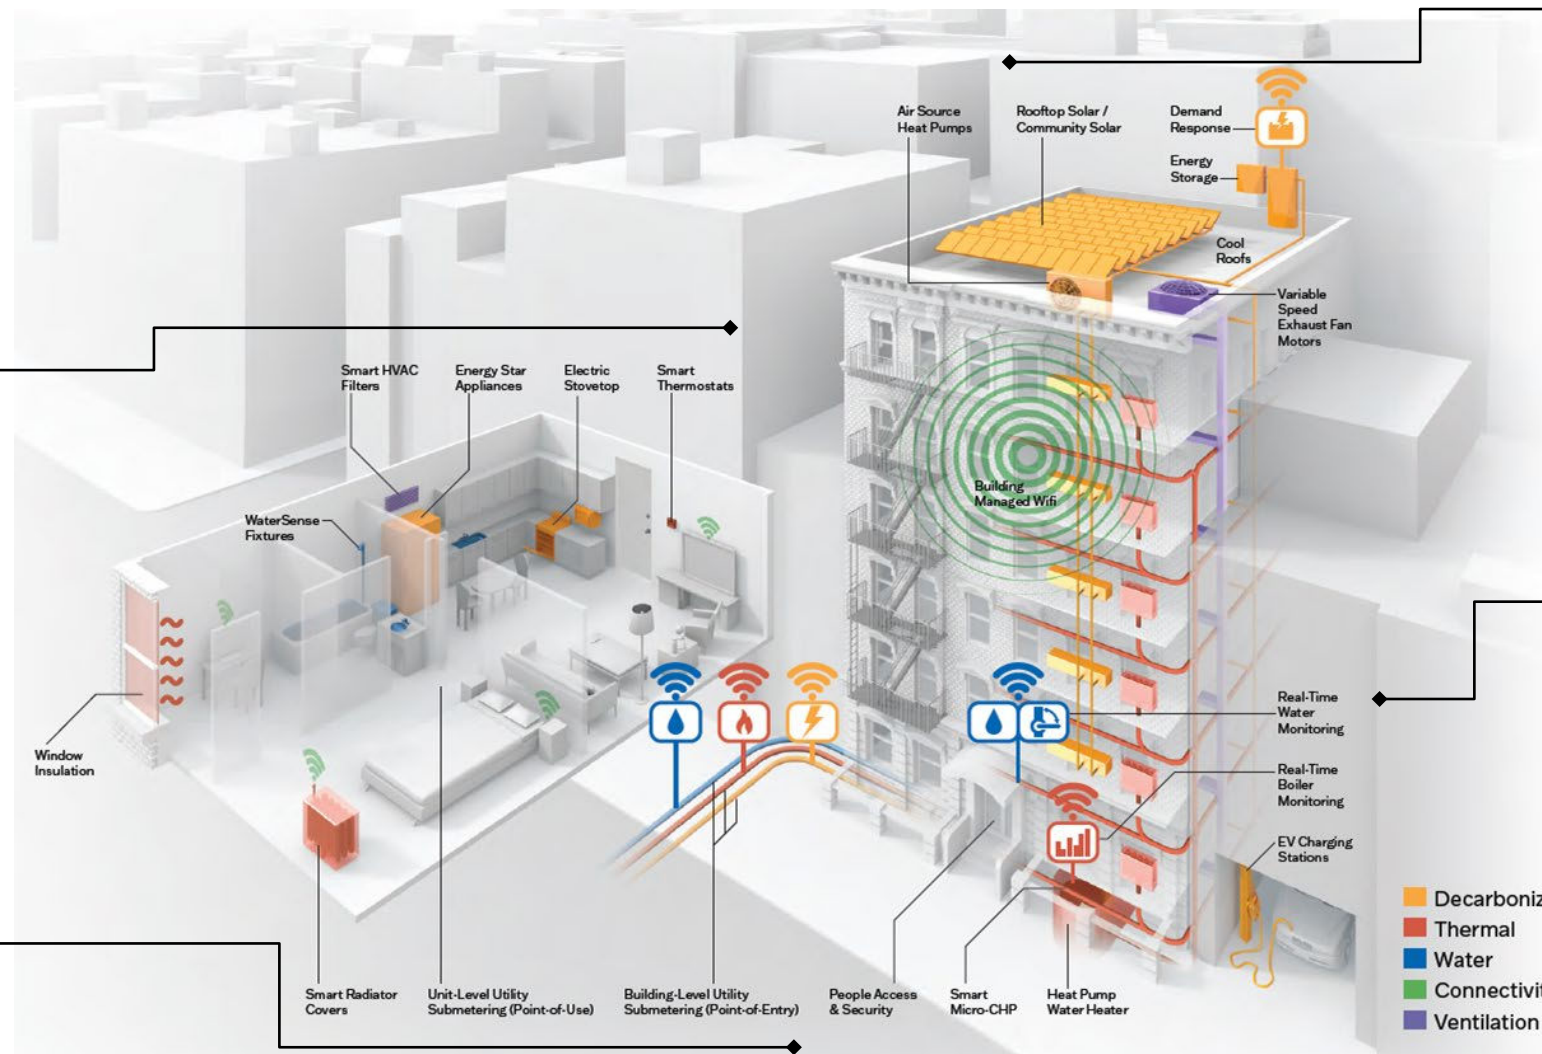 Air Source
Heat Pumps
Rooftop Solar /
Community Solar
Demand
Response
Energy
Storage
Cool
Roofs
Variable
Speed
Exhaust Fan
Motors
Smart HVAC
Filters
Energy Star
Appliances
Electric
Stovetop
Smart
Thermostats
WaterSense
Fixtures
Building
Managed Wifi
Window
Insulation
Real-Time
Water
Monitoring
Real-Time
Boiler
Monitoring
EV Charging
Stations
Smart Radiator
Covers
Unit-Level Utility
Submetering (Point-of-Use)
Building-Level Utility
Submetering (Point-of-Entry)
People Access
& Security
Smart
Micro-CHP
Heat Pump
Water Heater
Decarboniz
Thermal
Water
Connectivit
Ventilation